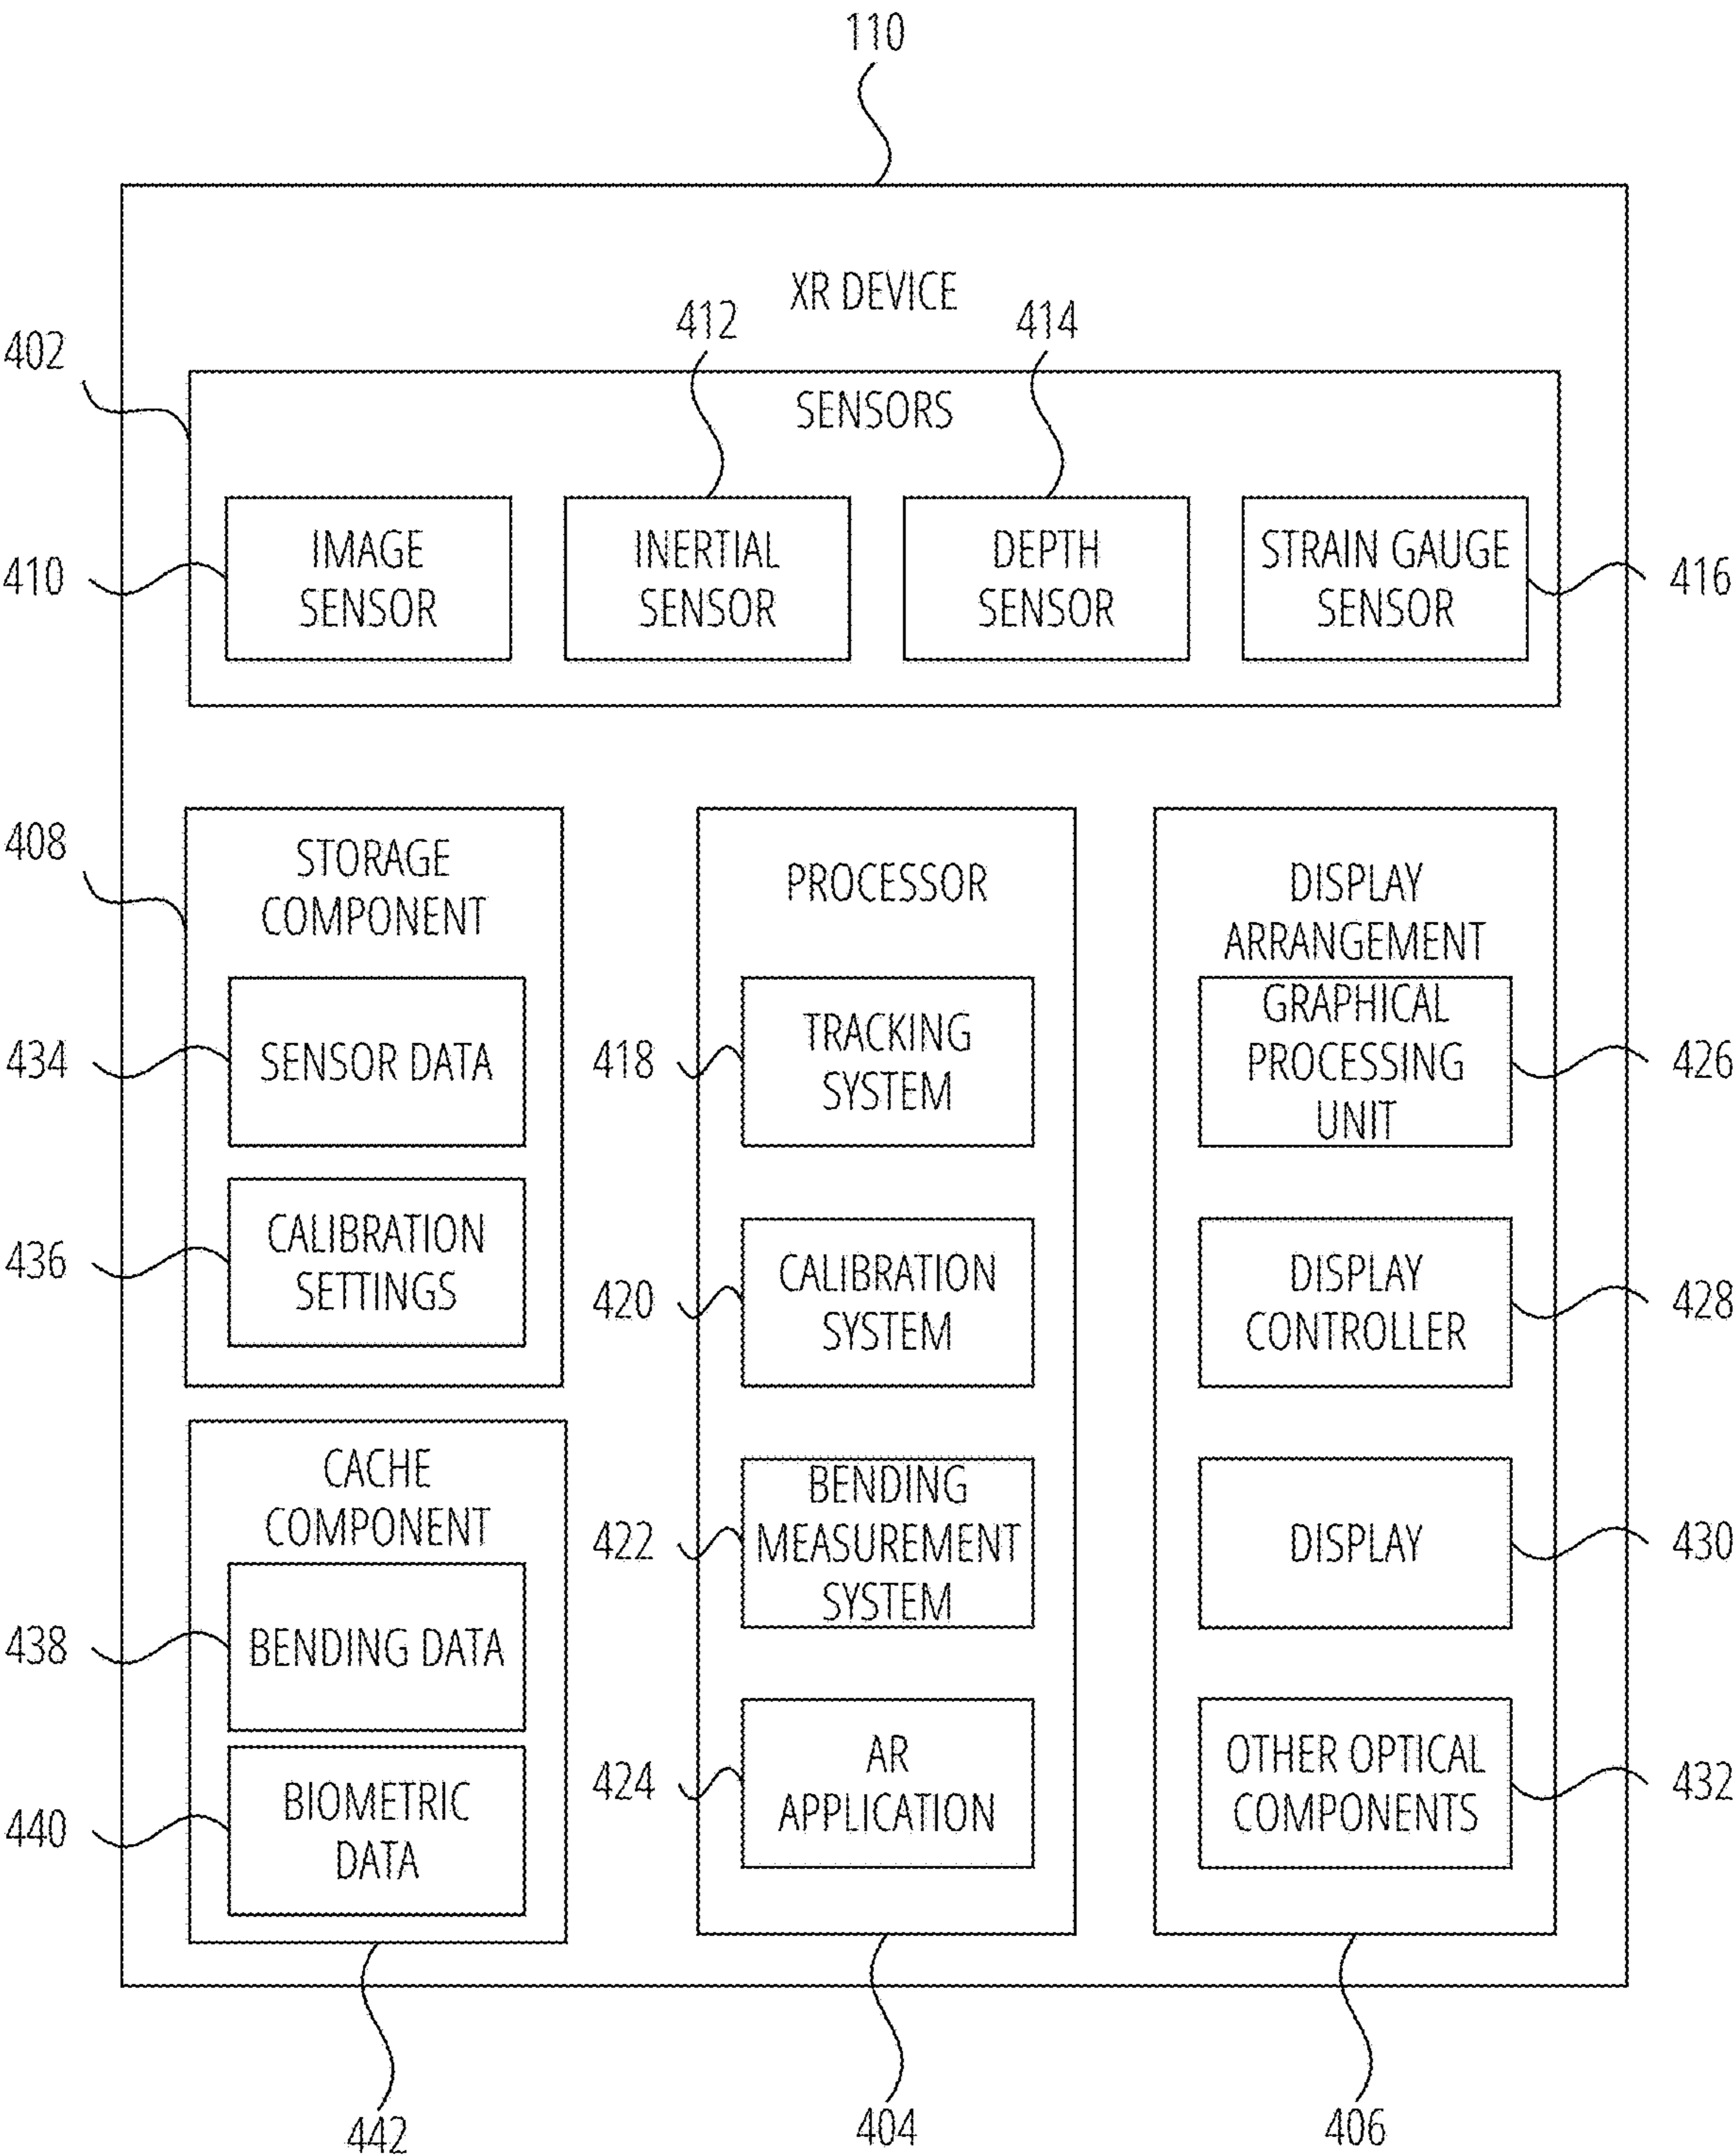 110
XR DEVICE
402
412
414
SENSORS
410
IMAGE
SENSOR
INERTIAL
SENSOR
DEPTH
SENSOR
STRAIN GAUGE
SENSOR
416
408
STORAGE
COMPONENT
434
SENSOR DATA
436
CALIBRATION
SETTINGS
CACHE
COMPONENT
438
BENDING DATA
440
BIOMETRIC
DATA
442
PROCESSOR
418
TRACKING
SYSTEM
420
CALIBRATION
SYSTEM
422
BENDING
MEASUREMENT
SYSTEM
424
AR
APPLICATION
404
DISPLAY
ARRANGEMENT
GRAPHICAL
PROCESSING
UNIT
426
DISPLAY
CONTROLLER
428
DISPLAY
430
OTHER OPTICAL
COMPONENTS
432
406